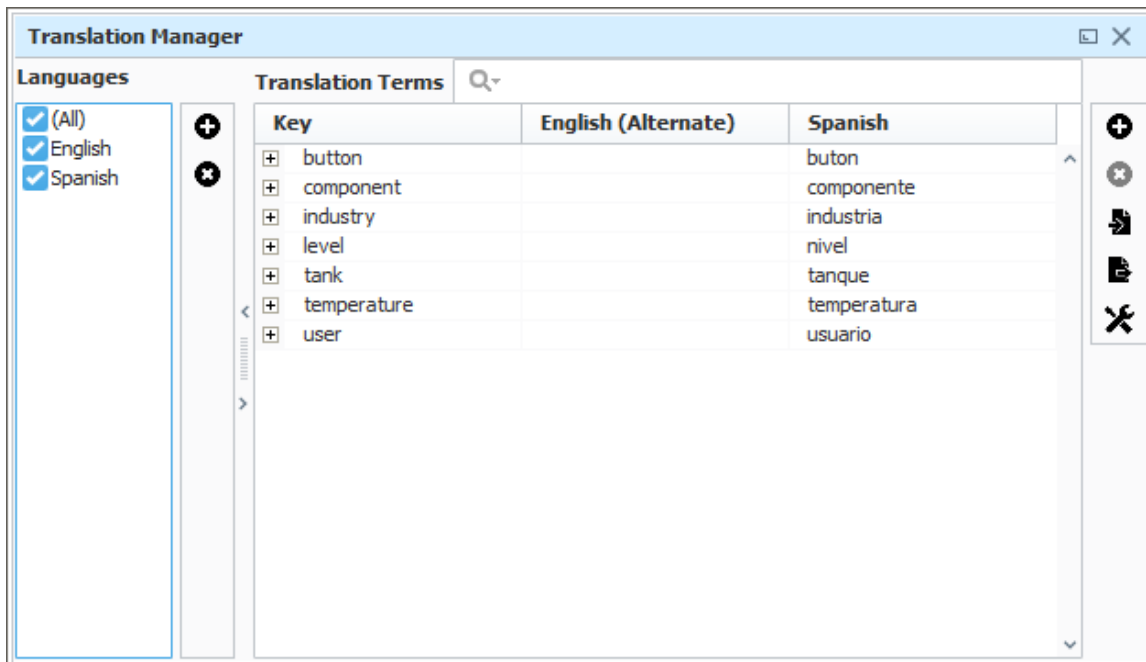 Translation Manager
Languages
Translation Terms
(All)
English
Spanish
Key English (Alternate) Spanish
button buton
component componente
industry industria
level nivel
tank tanque
temperature temperatura
user usuario